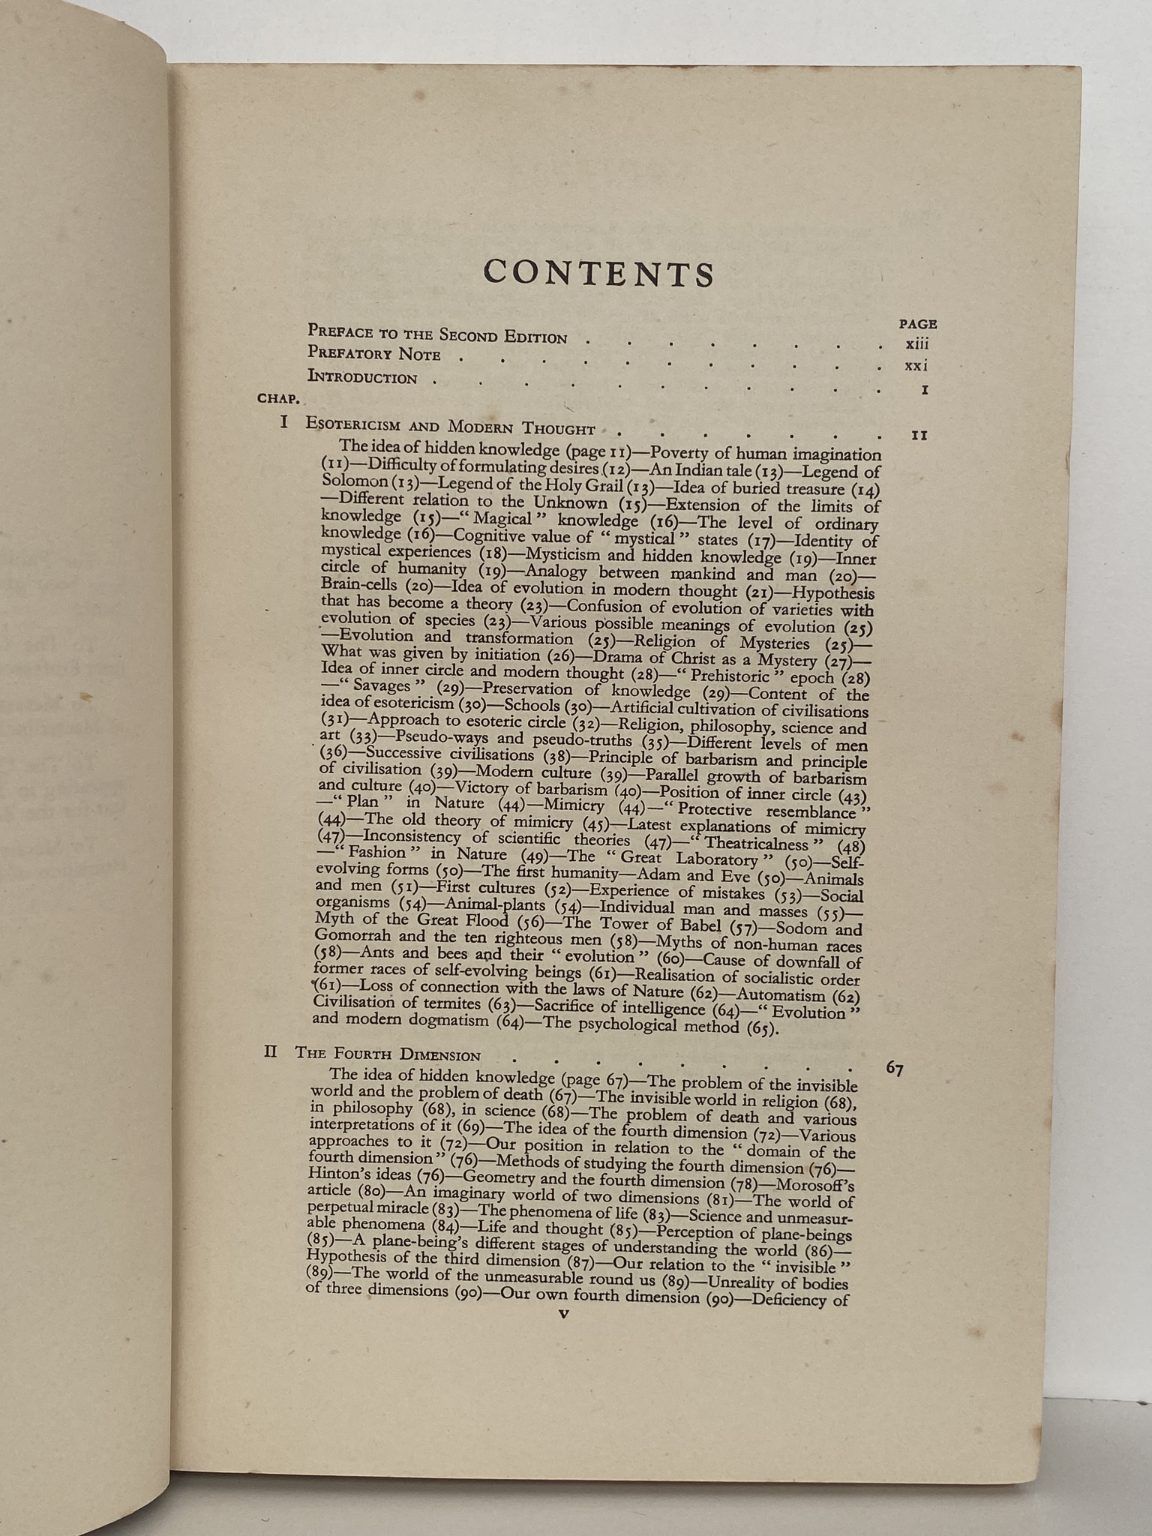 CONTENTS
PAGE
PREFACE TO THE SECOND EDITION . . . . . . . . xiii
PREFATORY NOTE . . . . . . . . . . . xxi
INTRODUCTION . . . . . . . . . . . 1
CHAP.
I ESOTERICISM AND MODERN THOUGHT . . . . . . . 11
The idea of hidden knowledge (page 11)—Poverty of human imagination
(11)—Difficulty of formulating desires (12)—An Indian tale (13)—Legend of
Solomon (13)—Legend of the Holy Grail (13)—Idea of buried treasure (14)
—Different relation to the Unknown (15)—Extension of the limits of
knowledge (15)—“Magical” knowledge (16)—The level of ordinary
knowledge (16)—Cognitive value of “mystical” states (17)—Identity of
mystical experiences (18)—Mysticism and hidden knowledge (19)—Inner
circle of humanity (19)—Analogy between mankind and man (20)—
Brain-cells (20)—Idea of evolution in modern thought (21)—Hypothesis
that has become a theory (23)—Confusion of evolution of varieties with
evolution of species (23)—Various possible meanings of evolution (25)
—Evolution and transformation (25)—Religion of Mysteries (25)—
What was given by initiation (26)—Drama of Christ as a Mystery (27)—
Idea of inner circle and modern thought (28)—“Prehistoric” epoch (28)
—“Savages” (29)—Preservation of knowledge (29)—Content of the
idea of esotericism (30)—Schools (30)—Artificial cultivation of civilisations
(31)—Approach to esoteric circle (32)—Religion, philosophy, science and
art (33)—Pseudo-ways and pseudo-truths (35)—Different levels of men
(36)—Successive civilisations (38)—Principle of barbarism and principle
of civilisation (39)—Modern culture (39)—Parallel growth of barbarism
and culture (40)—Victory of barbarism (40)—Position of inner circle (43)
—“Plan” in Nature (44)—Mimicry (44)—“Protective resemblance”
(44)—The old theory of mimicry (45)—Latest explanations of mimicry
(47)—Inconsistency of scientific theories (47)—“Theatricalness” (48)
—“Fashion” in Nature (49)—The “Great Laboratory” (50)—Self-
evolving forms (50)—The first humanity—Adam and Eve (50)—Animals
and men (51)—First cultures (52)—Experience of mistakes (53)—Social
organisms (54)—Animal-plants (54)—Individual man and masses (55)—
Myth of the Great Flood (56)—The Tower of Babel (57)—Sodom and
Gomorrah and the ten righteous men (58)—Myths of non-human races
(58)—Ants and bees and their “evolution” (60)—Cause of downfall of
former races of self-evolving beings (61)—Realisation of socialistic order
(61)—Loss of connection with the laws of Nature (62)—Automatism (62)
Civilisation of termites (63)—Sacrifice of intelligence (64)—“Evolution”
and modern dogmatism (64)—The psychological method (65).
II THE FOURTH DIMENSION . . . . . . . . . 67
The idea of hidden knowledge (page 67)—The problem of the invisible
world and the problem of death (67)—The invisible world in religion (68),
in philosophy (68), in science (68)—The problem of death and various
interpretations of it (69)—The idea of the fourth dimension (72)—Various
approaches to it (72)—Our position in relation to the “domain of the
fourth dimension” (76)—Methods of studying the fourth dimension (76)—
Hinton's ideas (76)—Geometry and the fourth dimension (78)—Morosoff's
article (80)—An imaginary world of two dimensions (81)—The world of
perpetual miracle (83)—The phenomena of life (83)—Science and unmeasur-
able phenomena (84)—Life and thought (85)—Perception of plane-beings
(85)—A plane-being's different stages of understanding the world (86)—
Hypothesis of the third dimension (87)—Our relation to the “invisible”
(89)—The world of the unmeasurable round us (89)—Unreality of bodies
of three dimensions (90)—Our own fourth dimension (90)—Deficiency of
v